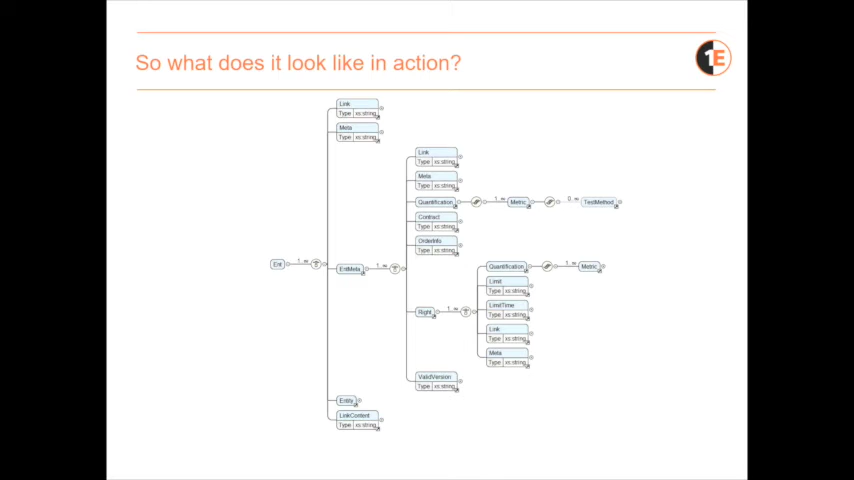 So what does it look like in action?
1E
Link
Type xs:string
Meta
Type xs:string
Link
Type xs:string
Meta
Type xs:string
Quantification 1..∞ Metric 0..∞ TestMethod
Contract
Type xs:string
OrderInfo
Type xs:string
Ent 1..∞ EntMeta 1..∞
Quantification 1..∞ Metric
Limit
Type xs:string
LimitTime
Type xs:string
Right 1..∞
Link
Type xs:string
Meta
Type xs:string
ValidVersion
Type xs:string
Entity
LinkContent
Type xs:string